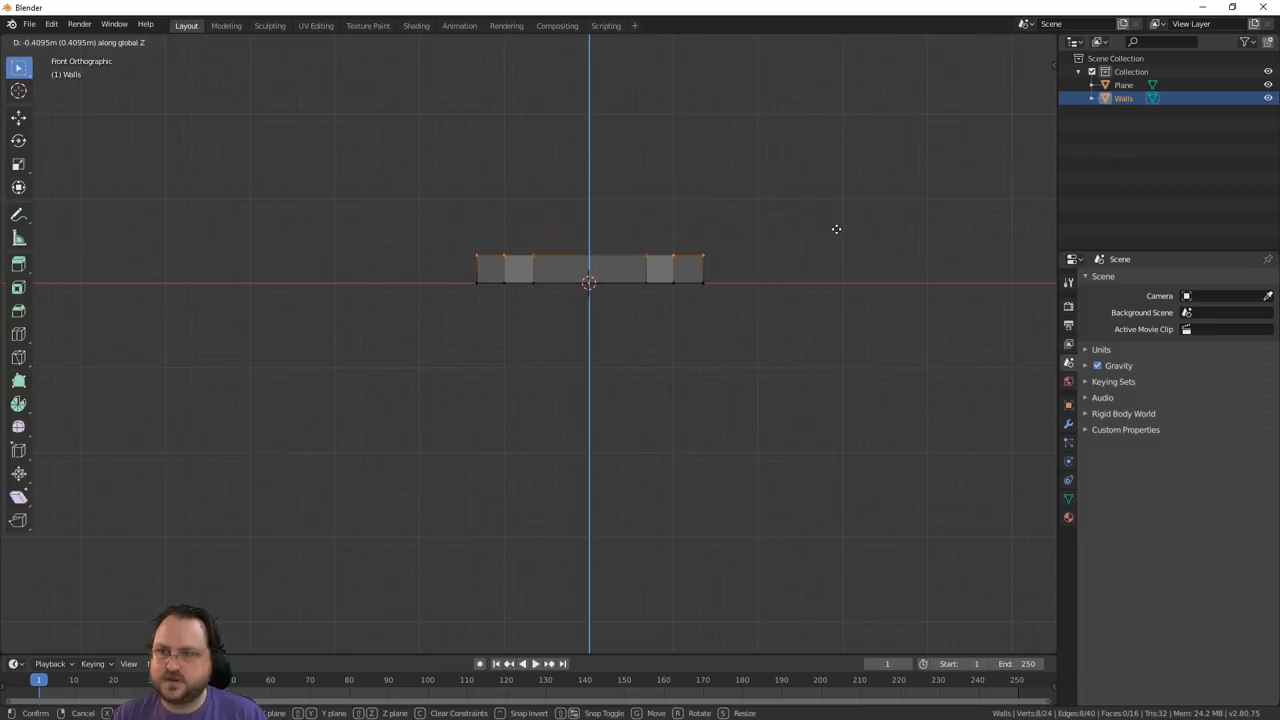 Blender
File Edit Render Window Help Layout Modeling Sculpting UV Editing Texture Paint Shading Animation Rendering Compositing Scripting + Scene View Layer
D: -0.4095m (0.4095m) along global Z
Front Orthographic
(1) Walls
Scene Collection
Collection
Plane
Walls
Scene
Scene
Camera
Background Scene
Active Movie Clip
Units
Gravity
Keying Sets
Audio
Rigid Body World
Custom Properties
Playback Keying View 1 Start: 1 End: 250
1 10 20 60 70 80 90 100 110 120 130 140 150 160 170 180 190 200 210 220 230 240 250
Confirm X Cancel Y Y plane Z Z plane C Clear Constraints Snap Invert Snap Toggle G Move R Rotate S Resize Walls | Verts:8/24 | Edges:8/40 | Faces:0/16 | Tris:32 | Mem: 24.2 MB | v2.80.75